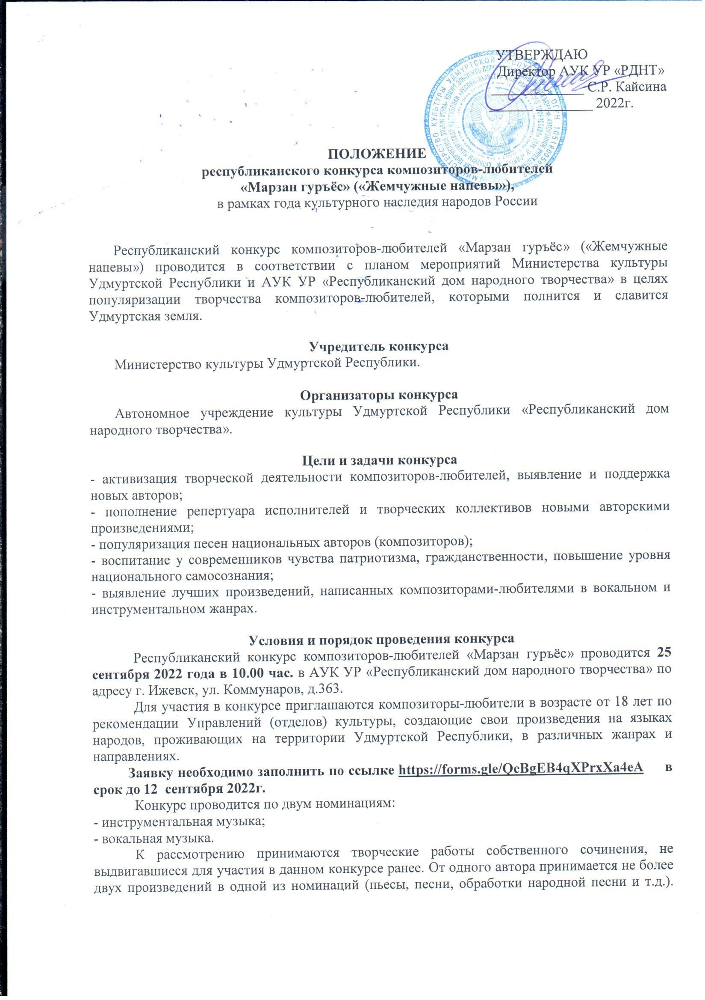 УТВЕРЖДАЮ
Директор АУК УР «РДНТ»
_____________ С.Р. Кайсина
______ ________ 2022г.
ПОЛОЖЕНИЕ
республиканского конкурса композиторов-любителей
«Марзан гуръёс» («Жемчужные напевы»),
в рамках года культурного наследия народов России
Республиканский конкурс композиторов-любителей «Марзан гуръёс» («Жемчужные
напевы») проводится в соответствии с планом мероприятий Министерства культуры
Удмуртской Республики и АУК УР «Республиканский дом народного творчества» в целях
популяризации творчества композиторов-любителей, которыми полнится и славится
Удмуртская земля.
Учредитель конкурса
Министерство культуры Удмуртской Республики.
Организаторы конкурса
Автономное учреждение культуры Удмуртской Республики «Республиканский дом
народного творчества».
Цели и задачи конкурса
- активизация творческой деятельности композиторов-любителей, выявление и поддержка
новых авторов;
- пополнение репертуара исполнителей и творческих коллективов новыми авторскими
произведениями;
- популяризация песен национальных авторов (композиторов);
- воспитание у современников чувства патриотизма, гражданственности, повышение уровня
национального самосознания;
- выявление лучших произведений, написанных композиторами-любителями в вокальном и
инструментальном жанрах.
Условия и порядок проведения конкурса
Республиканский конкурс композиторов-любителей «Марзан гуръёс» проводится 25
сентября 2022 года в 10.00 час. в АУК УР «Республиканский дом народного творчества» по
адресу г. Ижевск, ул. Коммунаров, д.363.
Для участия в конкурсе приглашаются композиторы-любители в возрасте от 18 лет по
рекомендации Управлений (отделов) культуры, создающие свои произведения на языках
народов, проживающих на территории Удмуртской Республики, в различных жанрах и
направлениях.
Заявку необходимо заполнить по ссылке https://forms.gle/QeBgEB4qXPrxXa4eA в
срок до 12 сентября 2022г.
Конкурс проводится по двум номинациям:
- инструментальная музыка;
- вокальная музыка.
К рассмотрению принимаются творческие работы собственного сочинения, не
выдвигавшиеся для участия в данном конкурсе ранее. От одного автора принимается не более
двух произведений в одной из номинаций (пьесы, песни, обработки народной песни и т.д.).